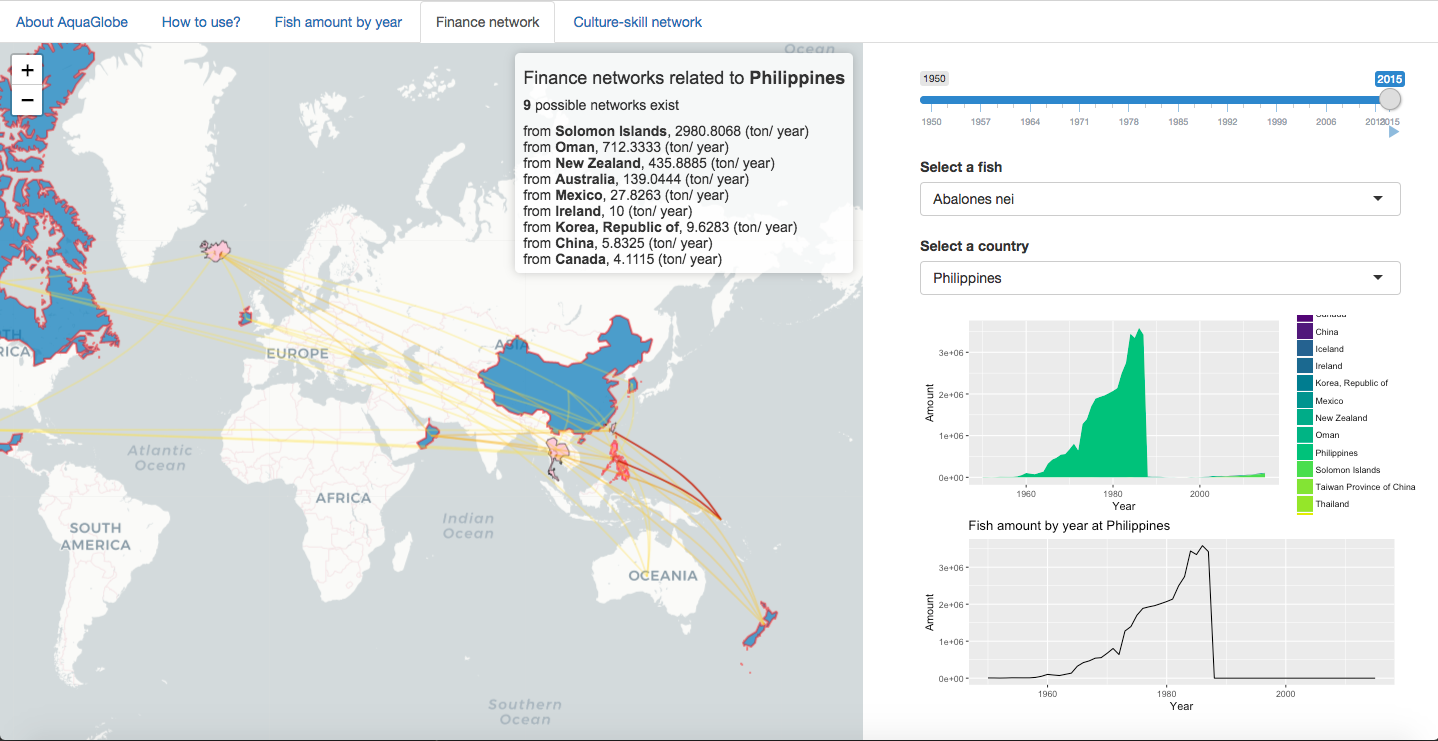 About AquaGlobe
How to use?
Fish amount by year
Finance network
Culture-skill network
+
−
Ocean
Finance networks related to Philippines
9 possible networks exist
from Solomon Islands, 2980.8068 (ton/ year)
from Oman, 712.3333 (ton/ year)
from New Zealand, 435.8885 (ton/ year)
from Australia, 139.0444 (ton/ year)
from Mexico, 27.8263 (ton/ year)
from Ireland, 10 (ton/ year)
from Korea, Republic of, 9.6283 (ton/ year)
from China, 5.8325 (ton/ year)
from Canada, 4.1115 (ton/ year)
TH
RICA
EUROPE
ASIA
Atlantic
Ocean
AFRICA
SOUTH
AMERICA
Indian
Ocean
OCEANIA
Southern
Ocean
1950
2015
1950 1957 1964 1971 1978 1985 1992 1999 2006 2015
Select a fish
Abalones nei
Select a country
Philippines
Amount
3e+06
2e+06
1e+06
0e+00
1960 1980 2000
Year
Canada
China
Iceland
Ireland
Korea, Republic of
Mexico
New Zealand
Oman
Philippines
Solomon Islands
Taiwan Province of China
Thailand
Fish amount by year at Philippines
Amount
3e+06
2e+06
1e+06
0e+00
1960 1980 2000
Year